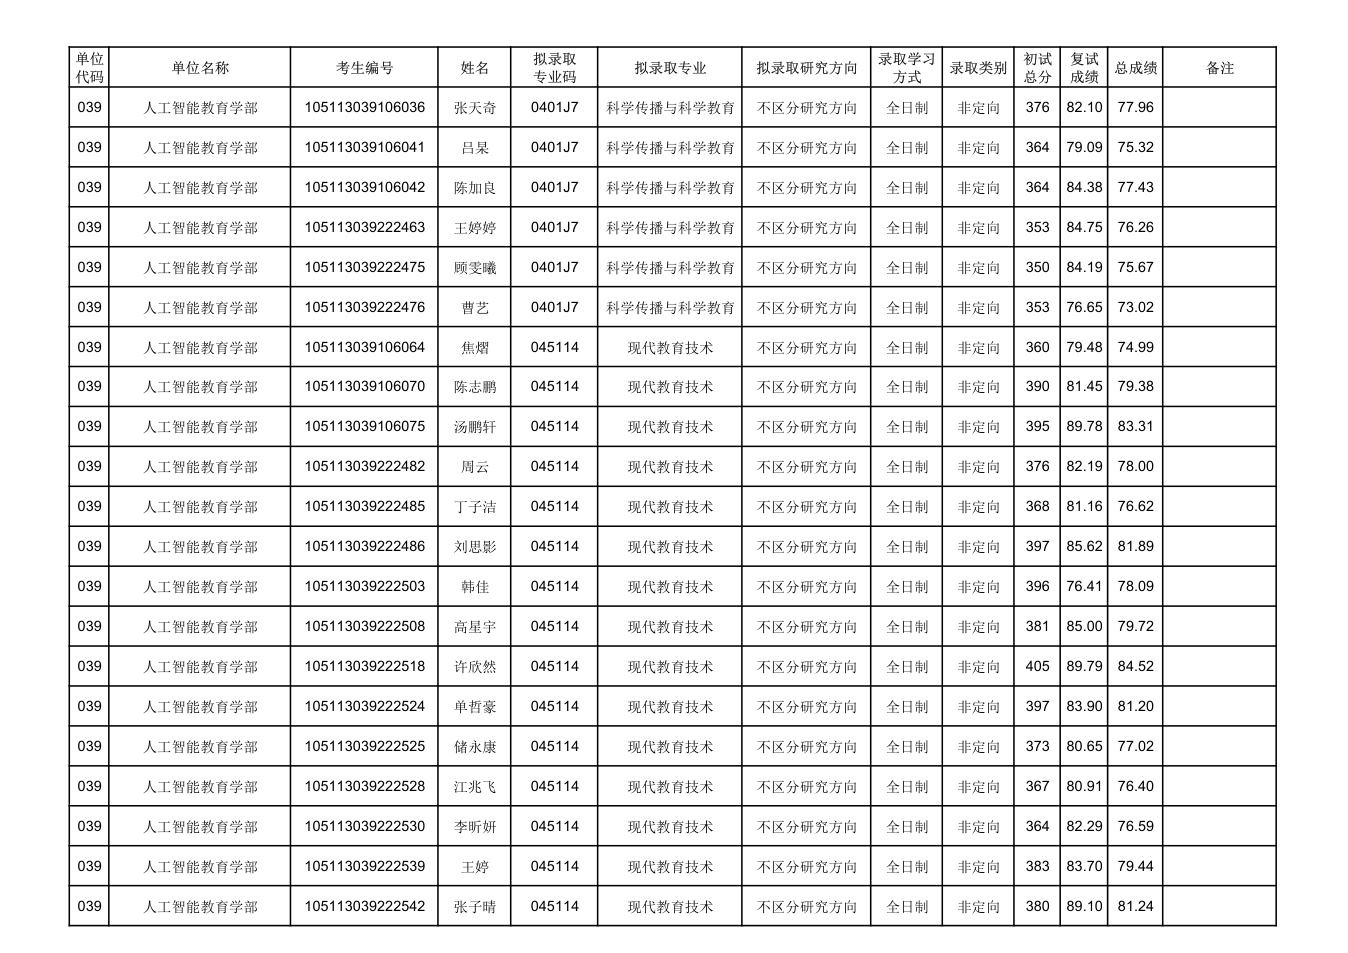 单位代码 单位名称 考生编号 姓名 拟录取专业码 拟录取专业 拟录取研究方向 录取学习方式 录取类别 初试总分 复试成绩 总成绩 备注
039 人工智能教育学部 105113039106036 张天奇 0401J7 科学传播与科学教育 不区分研究方向 全日制 非定向 376 82.10 77.96
039 人工智能教育学部 105113039106041 吕杲 0401J7 科学传播与科学教育 不区分研究方向 全日制 非定向 364 79.09 75.32
039 人工智能教育学部 105113039106042 陈加良 0401J7 科学传播与科学教育 不区分研究方向 全日制 非定向 364 84.38 77.43
039 人工智能教育学部 105113039222463 王婷婷 0401J7 科学传播与科学教育 不区分研究方向 全日制 非定向 353 84.75 76.26
039 人工智能教育学部 105113039222475 顾雯曦 0401J7 科学传播与科学教育 不区分研究方向 全日制 非定向 350 84.19 75.67
039 人工智能教育学部 105113039222476 曹艺 0401J7 科学传播与科学教育 不区分研究方向 全日制 非定向 353 76.65 73.02
039 人工智能教育学部 105113039106064 焦熠 045114 现代教育技术 不区分研究方向 全日制 非定向 360 79.48 74.99
039 人工智能教育学部 105113039106070 陈志鹏 045114 现代教育技术 不区分研究方向 全日制 非定向 390 81.45 79.38
039 人工智能教育学部 105113039106075 汤鹏轩 045114 现代教育技术 不区分研究方向 全日制 非定向 395 89.78 83.31
039 人工智能教育学部 105113039222482 周云 045114 现代教育技术 不区分研究方向 全日制 非定向 376 82.19 78.00
039 人工智能教育学部 105113039222485 丁子洁 045114 现代教育技术 不区分研究方向 全日制 非定向 368 81.16 76.62
039 人工智能教育学部 105113039222486 刘思影 045114 现代教育技术 不区分研究方向 全日制 非定向 397 85.62 81.89
039 人工智能教育学部 105113039222503 韩佳 045114 现代教育技术 不区分研究方向 全日制 非定向 396 76.41 78.09
039 人工智能教育学部 105113039222508 高星宇 045114 现代教育技术 不区分研究方向 全日制 非定向 381 85.00 79.72
039 人工智能教育学部 105113039222518 许欣然 045114 现代教育技术 不区分研究方向 全日制 非定向 405 89.79 84.52
039 人工智能教育学部 105113039222524 单哲豪 045114 现代教育技术 不区分研究方向 全日制 非定向 397 83.90 81.20
039 人工智能教育学部 105113039222525 储永康 045114 现代教育技术 不区分研究方向 全日制 非定向 373 80.65 77.02
039 人工智能教育学部 105113039222528 江兆飞 045114 现代教育技术 不区分研究方向 全日制 非定向 367 80.91 76.40
039 人工智能教育学部 105113039222530 李昕妍 045114 现代教育技术 不区分研究方向 全日制 非定向 364 82.29 76.59
039 人工智能教育学部 105113039222539 王婷 045114 现代教育技术 不区分研究方向 全日制 非定向 383 83.70 79.44
039 人工智能教育学部 105113039222542 张子晴 045114 现代教育技术 不区分研究方向 全日制 非定向 380 89.10 81.24